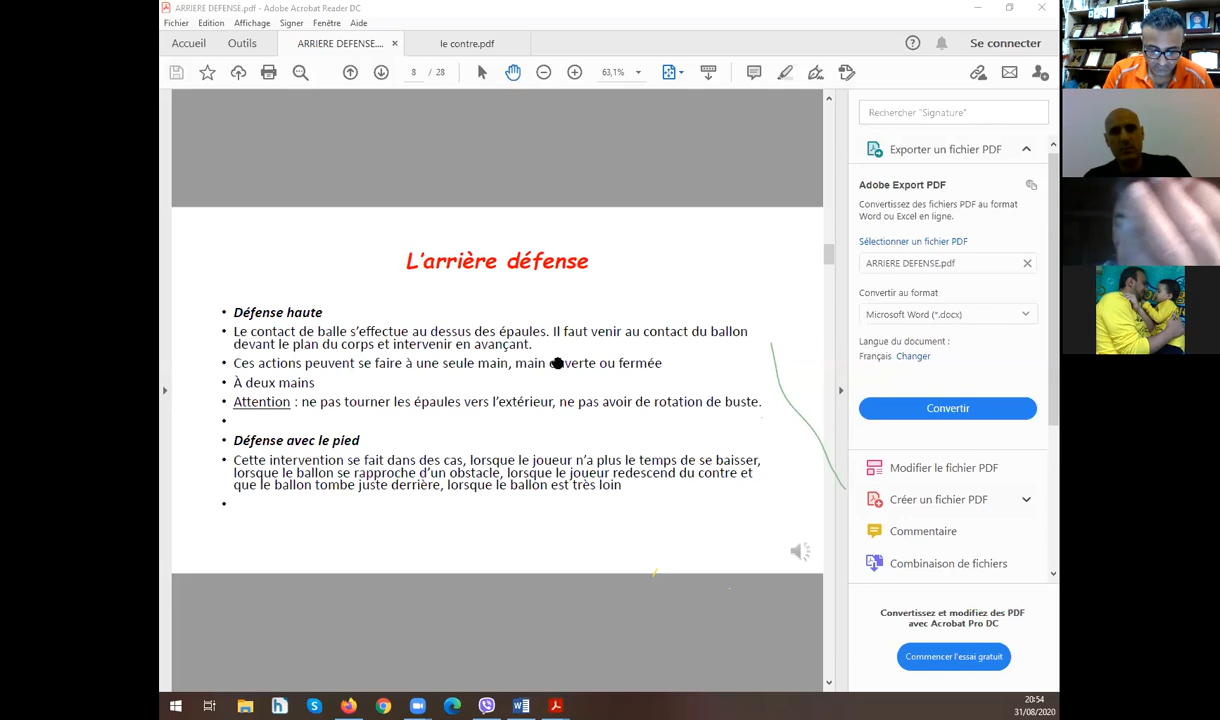 ARRIERE DEFENSE.pdf - Adobe Acrobat Reader DC
Fichier Edition Affichage Signer Fenêtre Aide
Accueil Outils ARRIERE DEFENSE.... × le contre.pdf Se connecter
8 / 28 63,1%
L'arrière défense
• Défense haute
• Le contact de balle s'effectue au dessus des épaules. Il faut venir au contact du ballon
devant le plan du corps et intervenir en avançant.
• Ces actions peuvent se faire à une seule main, main ouverte ou fermée
• À deux mains
• Attention : ne pas tourner les épaules vers l'extérieur, ne pas avoir de rotation de buste.
•
• Défense avec le pied
• Cette intervention se fait dans des cas, lorsque le joueur n'a plus le temps de se baisser,
lorsque le ballon se rapproche d'un obstacle, lorsque le joueur redescend du contre et
que le ballon tombe juste derrière, lorsque le ballon est très loin
•
Rechercher "Signature"
Exporter un fichier PDF
Adobe Export PDF
Convertissez des fichiers PDF au format
Word ou Excel en ligne.
Sélectionner un fichier PDF
ARRIERE DEFENSE.pdf
Convertir au format
Microsoft Word (*.docx)
Langue du document :
Français Changer
Convertir
Modifier le fichier PDF
Créer un fichier PDF
Commentaire
Combinaison de fichiers
Convertissez et modifiez des PDF
avec Acrobat Pro DC
Commencer l'essai gratuit
20:54
31/08/2020